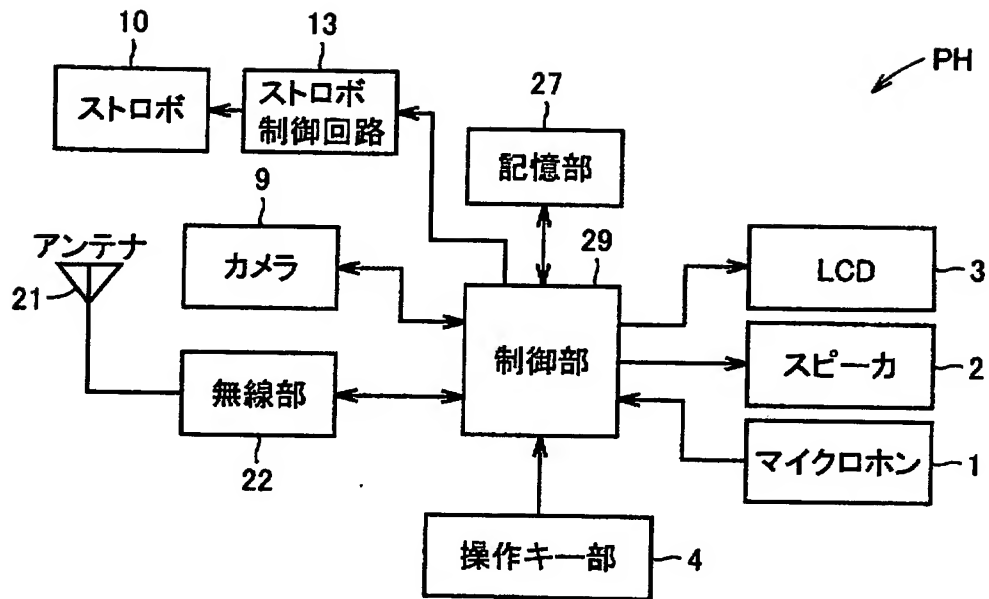 10
13
PH
ストロボ
ストロボ
制御回路
27
記憶部
9
アンテナ
カメラ
29
LCD
3
21
制御部
スピーカ
2
無線部
22
マイクロホン
1
操作キー部
4